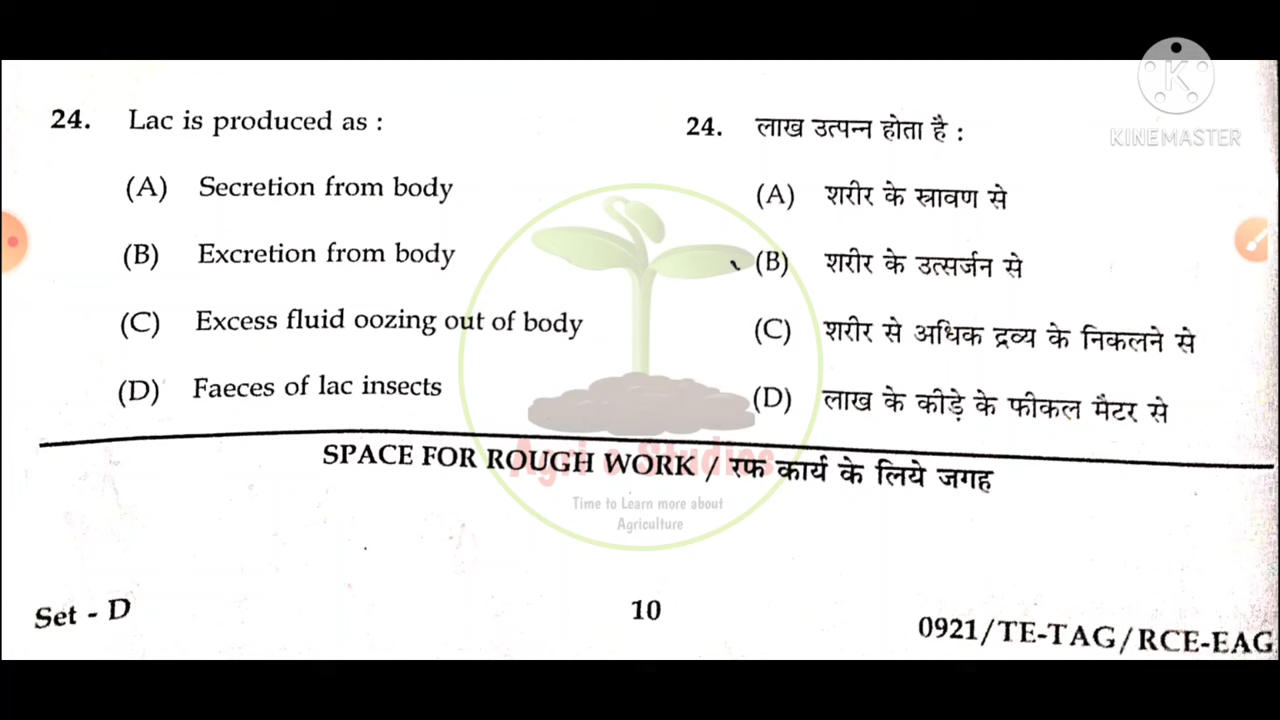 KINEMASTER
24. Lac is produced as :
(A) Secretion from body
(B) Excretion from body
(C) Excess fluid oozing out of body
(D) Faeces of lac insects
24. लाख उत्पन्न होता है :
(A) शरीर के स्रावण से
(B) शरीर के उत्सर्जन से
(C) शरीर से अधिक द्रव्य के निकलने से
(D) लाख के कीड़े के फीकल मैटर से
Agri e Studies
SPACE FOR ROUGH WORK / रफ कार्य के लिये जगह
Time to Learn more about
Agriculture
Set - D
10
0921/TE-TAG/RCE-EAG